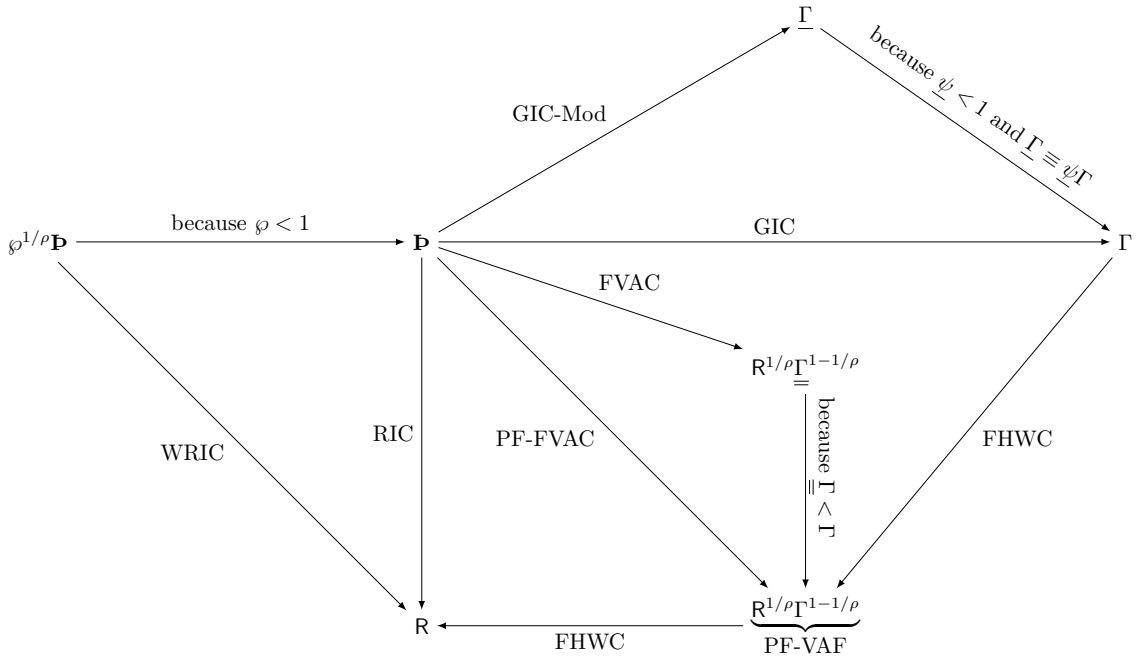 Γ̲
because ψ̲ < 1 and Γ̲ ≡ ψ̲Γ
GIC-Mod
℘^{1/ρ}Þ
because ℘ < 1
Þ
GIC
Γ
FVAC
R^{1/ρ}Γ̳^{1−1/ρ}
because Γ̳ < Γ
WRIC
RIC
PF-FVAC
FHWC
R^{1/ρ}Γ^{1−1/ρ}
PF-VAF
R
FHWC